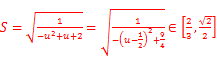 S = √(1/(-u²+u+2)) = √(1/(-(u-1/2)²+9/4)) ∈ [2/3, √2/2]